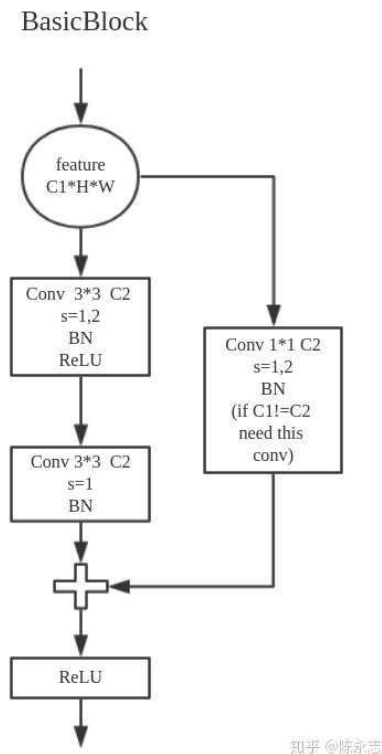 BasicBlock
feature
C1*H*W
Conv 3*3 C2
s=1,2
BN
ReLU
Conv 1*1 C2
s=1,2
BN
(if C1!=C2
need this
conv)
Conv 3*3 C2
s=1
BN
ReLU
知乎 @陈永志